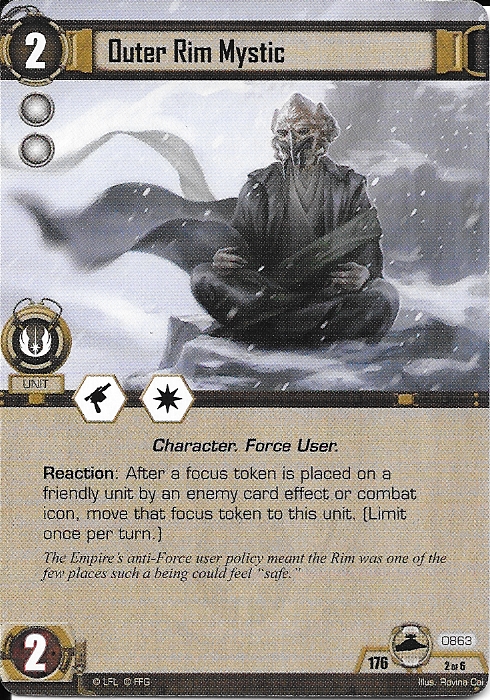 2
Outer Rim Mystic
UNIT
Character. Force User.
Reaction: After a focus token is placed on a
friendly unit by an enemy card effect or combat
icon, move that focus token to this unit. (Limit
once per turn.)
The Empire's anti-Force user policy meant the Rim was one of the
few places such a being could feel "safe."
2
0863
176
2 of 6
© LFL © FFG
Illus. Rovina Cai